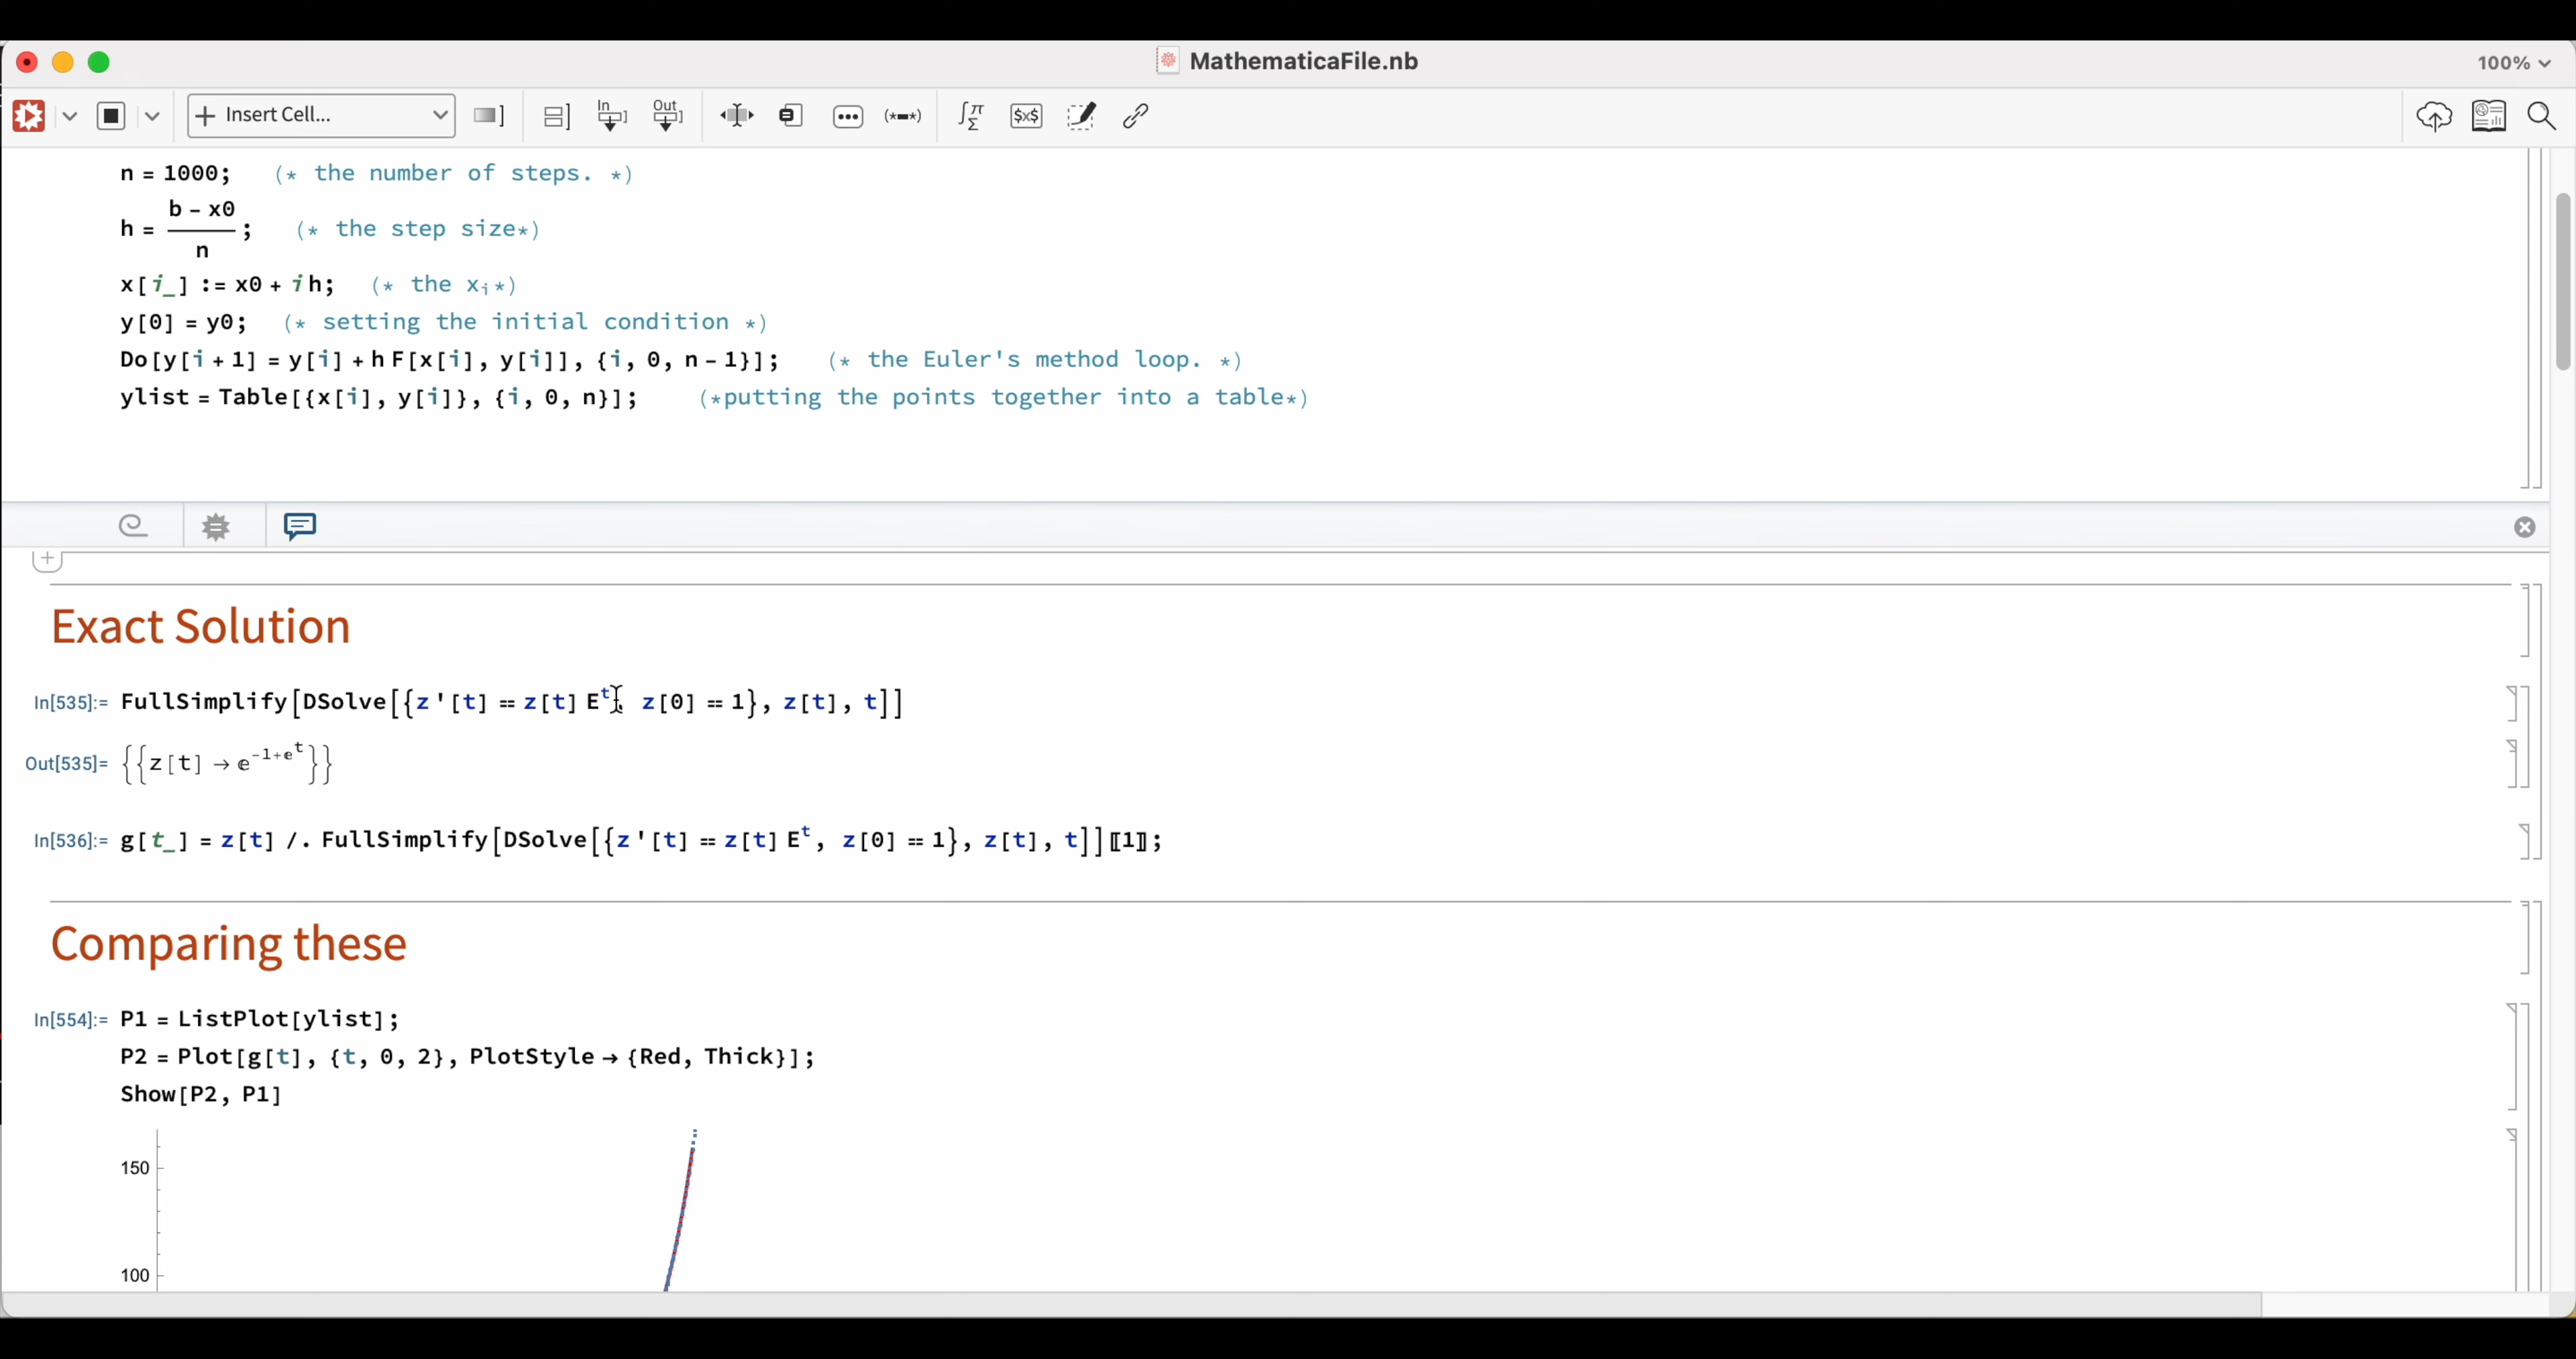 MathematicaFile.nb
100%
Insert Cell...
In
Out
$x$
n = 1000; (* the number of steps. *)
h = (b - x0)/n; (* the step size*)
x[i_] := x0 + i h; (* the xᵢ*)
y[0] = y0; (* setting the initial condition *)
Do[y[i + 1] = y[i] + h F[x[i], y[i]], {i, 0, n - 1}]; (* the Euler's method loop. *)
ylist = Table[{x[i], y[i]}, {i, 0, n}]; (*putting the points together into a table*)
Exact Solution
In[535]:= FullSimplify[DSolve[{z'[t] == z[t] E^t, z[0] == 1}, z[t], t]]
Out[535]= {{z[t] → e^(-1+e^t)}}
In[536]:= g[t_] = z[t] /. FullSimplify[DSolve[{z'[t] == z[t] E^t, z[0] == 1}, z[t], t]]〚1〛;
Comparing these
In[554]:= P1 = ListPlot[ylist];
P2 = Plot[g[t], {t, 0, 2}, PlotStyle → {Red, Thick}];
Show[P2, P1]
150
100